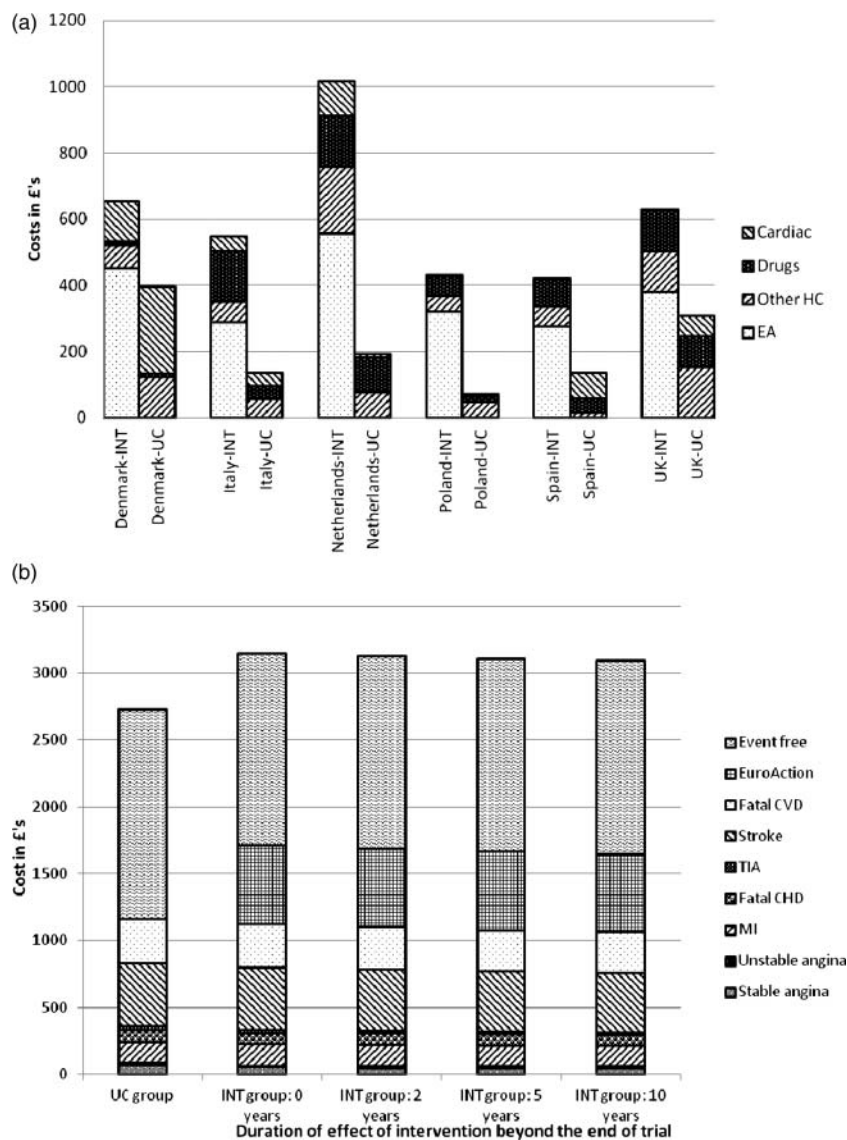 (a)
1200
1000
800
600
400
200
0
Costs in £'s
Denmark-INT
Denmark-UC
Italy-INT
Italy-UC
Netherlands-INT
Netherlands-UC
Poland-INT
Poland-UC
Spain-INT
Spain-UC
UK-INT
UK-UC
Cardiac
Drugs
Other HC
EA
(b)
3500
3000
2500
2000
1500
1000
500
0
Cost in £'s
UC group
INT group: 0 years
INT group: 2 years
INT group: 5 years
INT group: 10 years
Duration of effect of intervention beyond the end of trial
Event free
EuroAction
Fatal CVD
Stroke
TIA
Fatal CHD
MI
Unstable angina
Stable angina